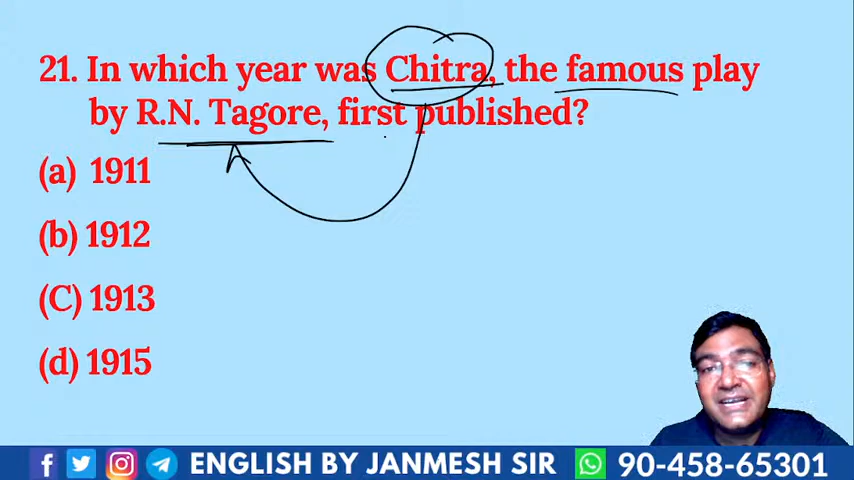 21. In which year was Chitra, the famous play
by R.N. Tagore, first published?
(a) 1911
(b) 1912
(C) 1913
(d) 1915
ENGLISH BY JANMESH SIR 90-458-65301